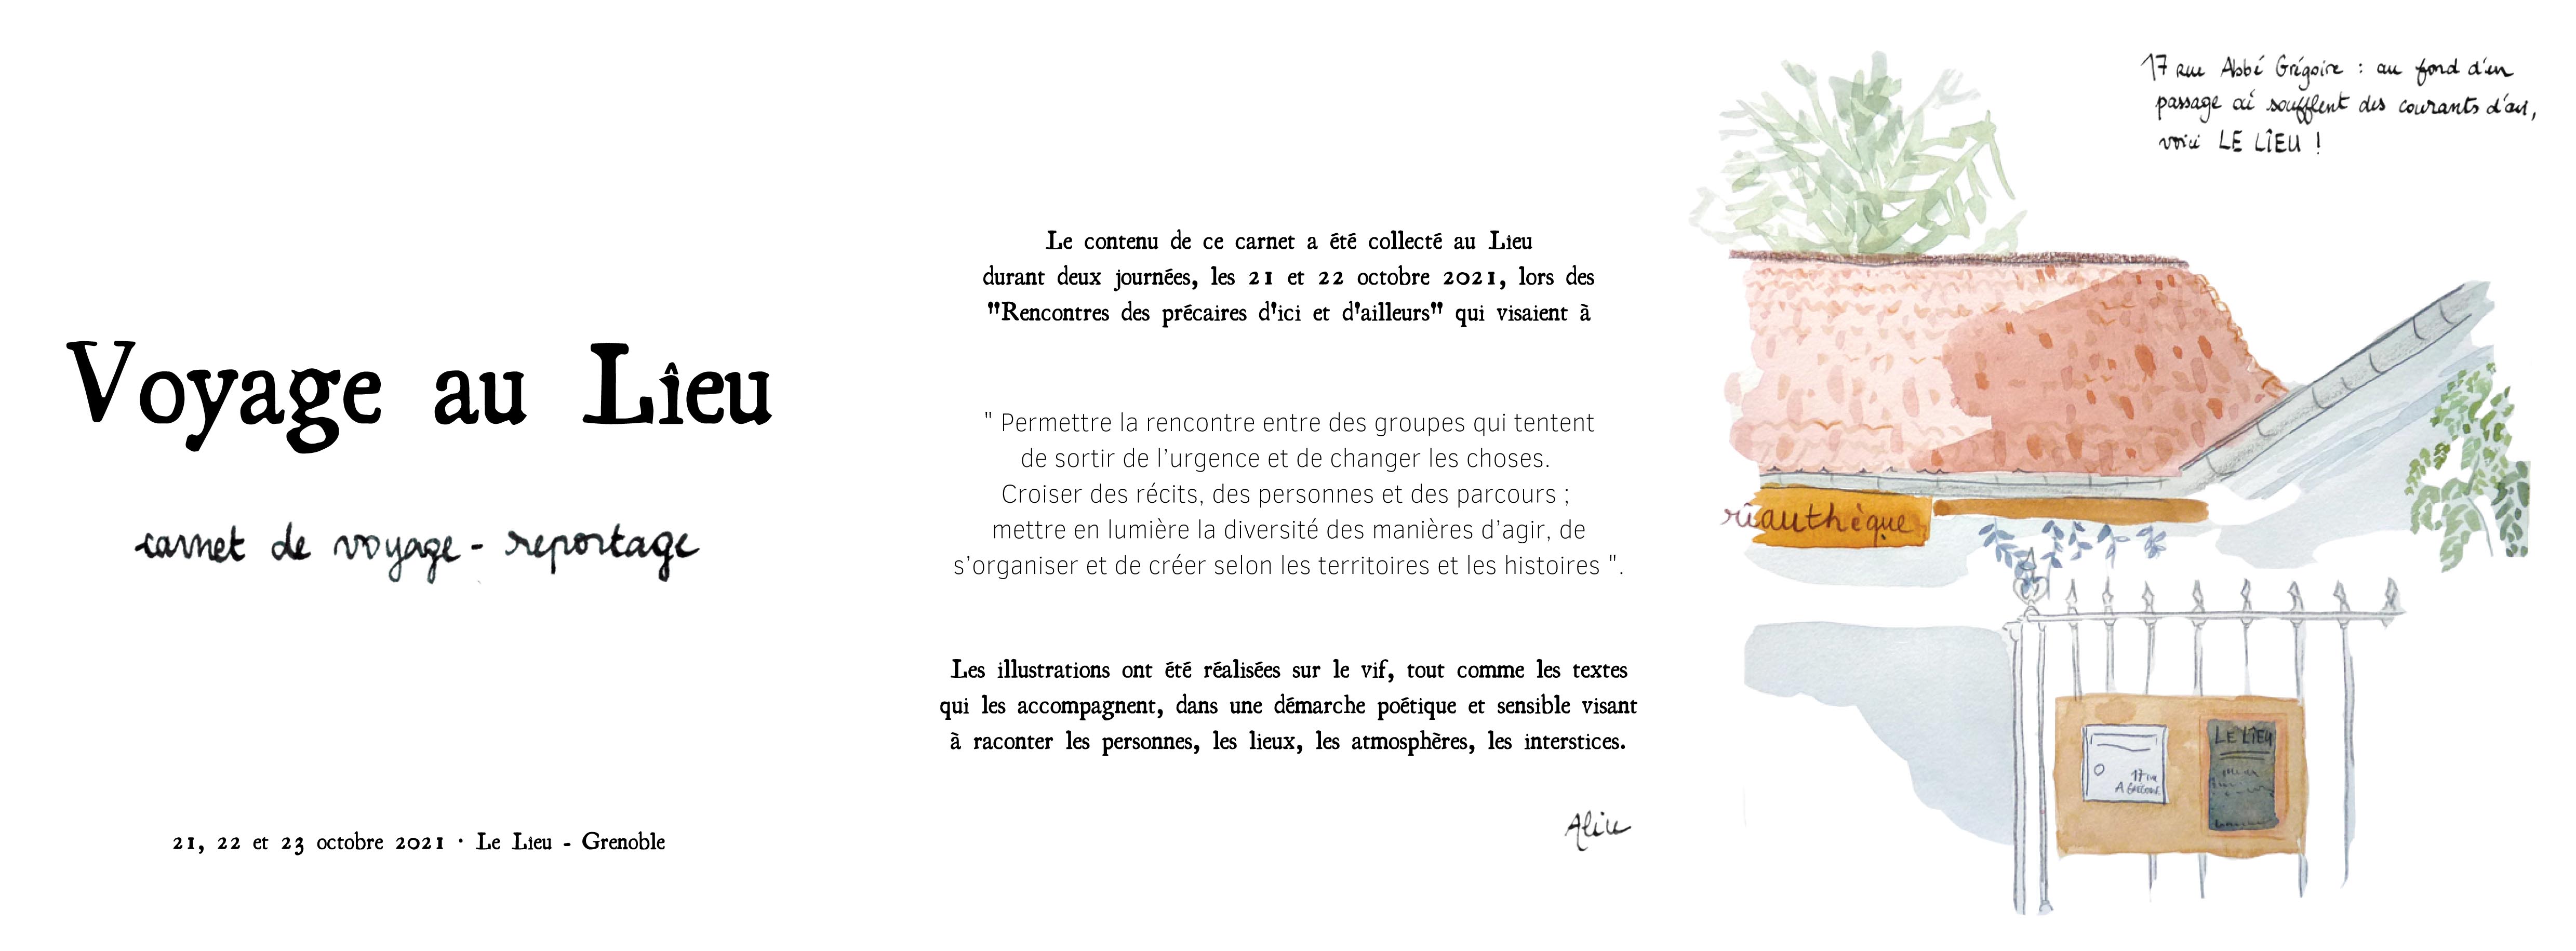 Voyage au Lîeu
carnet de voyage - reportage
21, 22 et 23 octobre 2021 · Le Lieu - Grenoble
Le contenu de ce carnet a été collecté au Lieu
durant deux journées, les 21 et 22 octobre 2021, lors des
"Rencontres des précaires d'ici et d'ailleurs" qui visaient à
" Permettre la rencontre entre des groupes qui tentent
de sortir de l’urgence et de changer les choses.
Croiser des récits, des personnes et des parcours ;
mettre en lumière la diversité des manières d’agir, de
s’organiser et de créer selon les territoires et les histoires ".
Les illustrations ont été réalisées sur le vif, tout comme les textes
qui les accompagnent, dans une démarche poétique et sensible visant
à raconter les personnes, les lieux, les atmosphères, les interstices.
17 rue Abbé Grégoire : au fond d'un
passage où soufflent des courants d'air,
voici LE LÎEU !
riauthèque
17 rue
A GREGOIRE
LE LÎEU